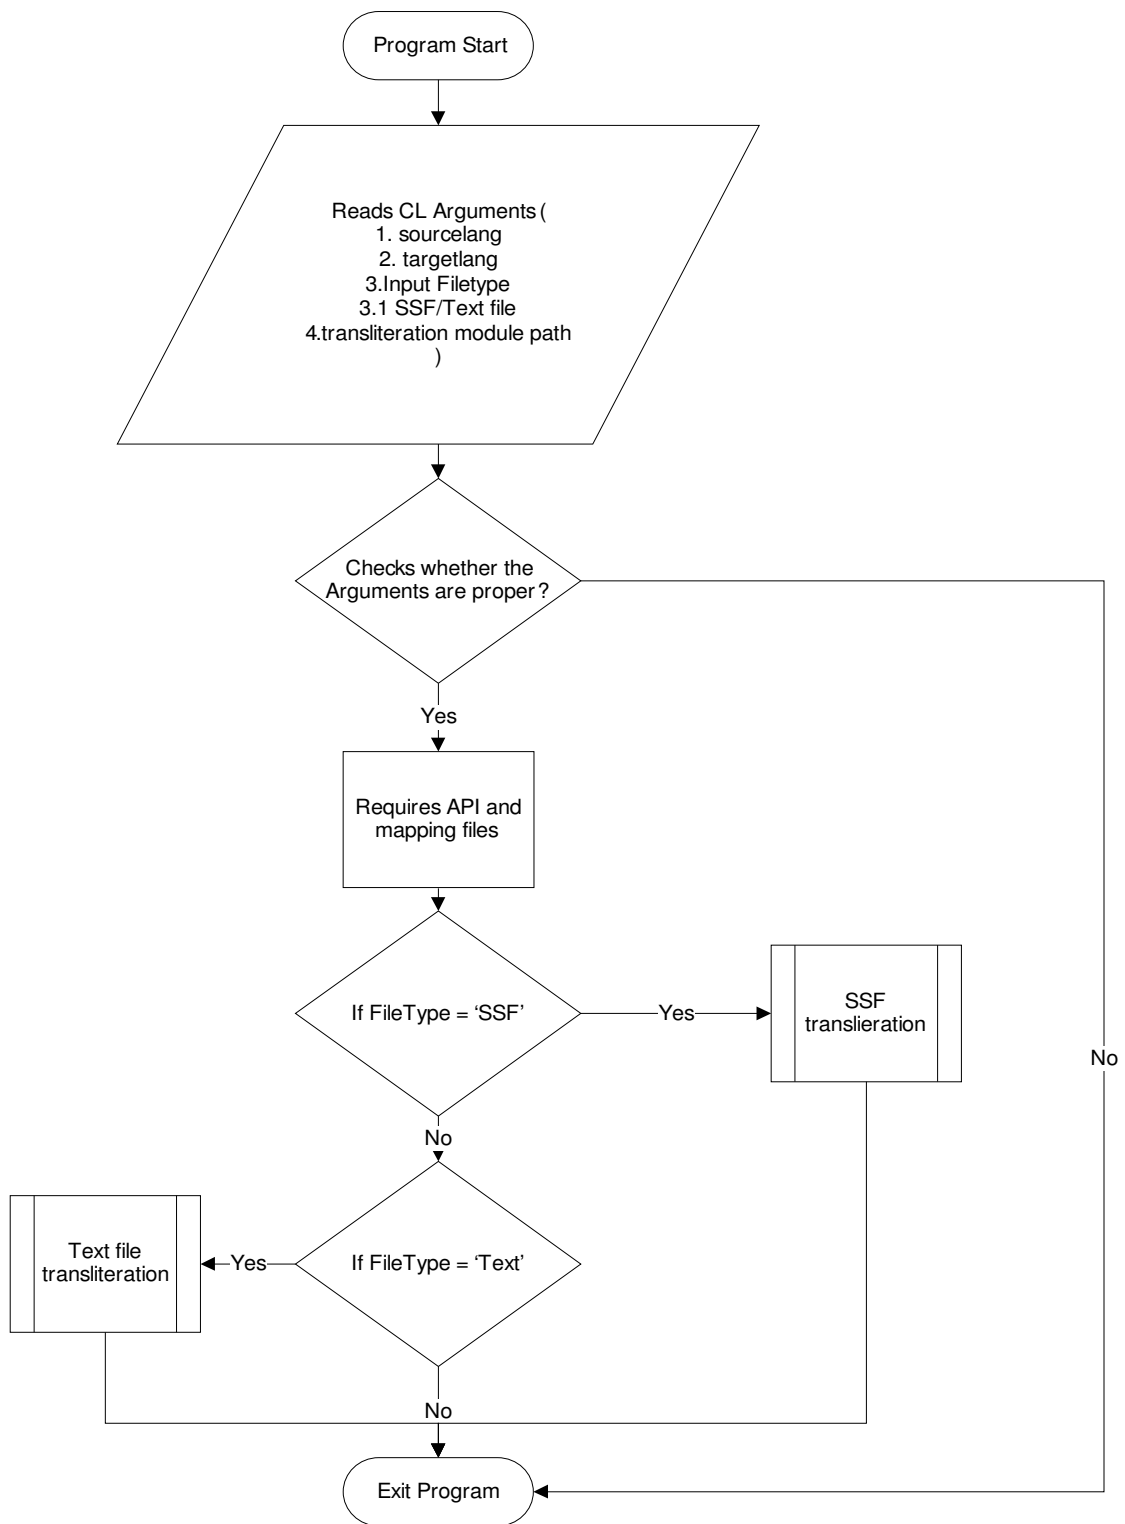 Program Start
Reads CL Arguments (
1. sourcelang
2. targetlang
3.Input Filetype
3.1 SSF/Text file
4.transliteration module path
)
Checks whether the
Arguments are proper?
Yes
Requires API and
mapping files
If FileType = ‘SSF’
Yes
SSF
translieration
No
No
If FileType = ‘Text’
Yes
Text file
transliteration
No
Exit Program